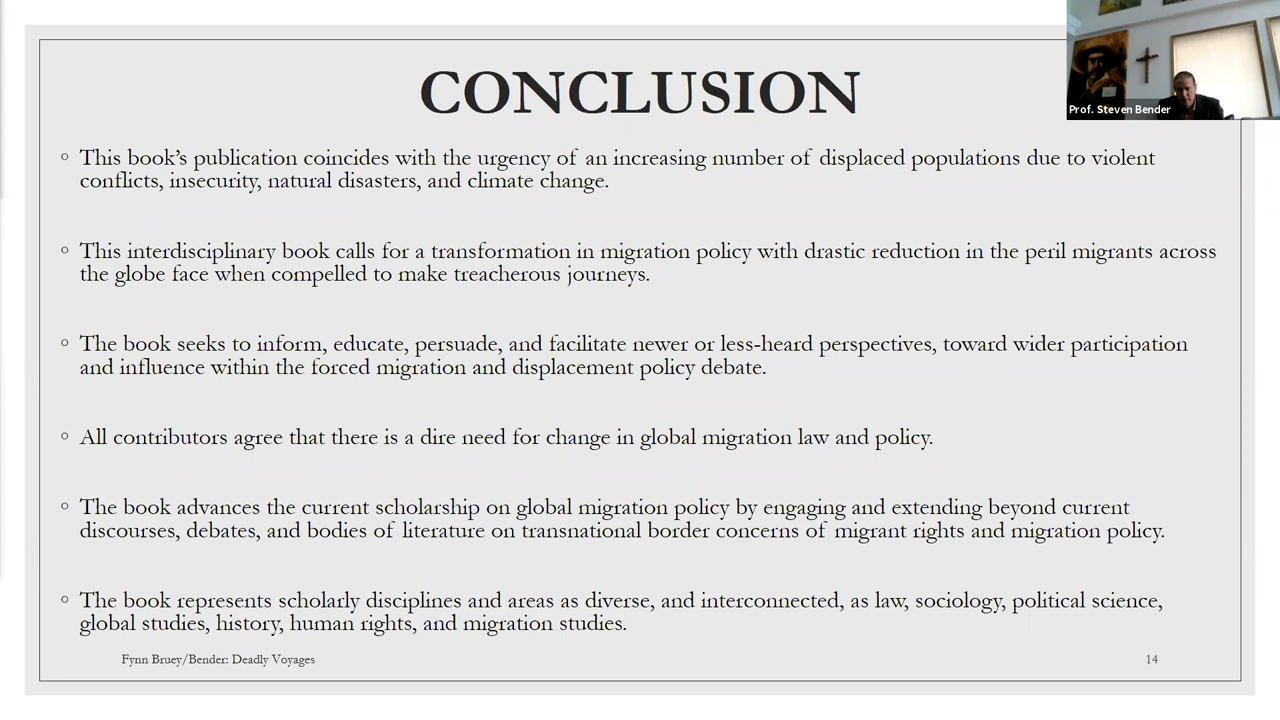 CONCLUSION
Prof. Steven Bender
◦ This book’s publication coincides with the urgency of an increasing number of displaced populations due to violent
conflicts, insecurity, natural disasters, and climate change.
◦ This interdisciplinary book calls for a transformation in migration policy with drastic reduction in the peril migrants across
the globe face when compelled to make treacherous journeys.
◦ The book seeks to inform, educate, persuade, and facilitate newer or less-heard perspectives, toward wider participation
and influence within the forced migration and displacement policy debate.
◦ All contributors agree that there is a dire need for change in global migration law and policy.
◦ The book advances the current scholarship on global migration policy by engaging and extending beyond current
discourses, debates, and bodies of literature on transnational border concerns of migrant rights and migration policy.
◦ The book represents scholarly disciplines and areas as diverse, and interconnected, as law, sociology, political science,
global studies, history, human rights, and migration studies.
Fynn Bruey/Bender: Deadly Voyages
14